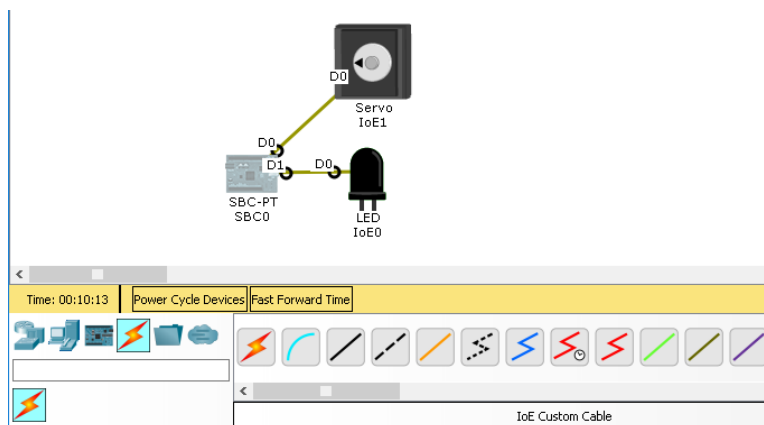 D0
Servo
IoE1
D0
D1
D0
SBC-PT
SBC0
LED
IoE0
Time: 00:10:13
Power Cycle Devices
Fast Forward Time
IoE Custom Cable